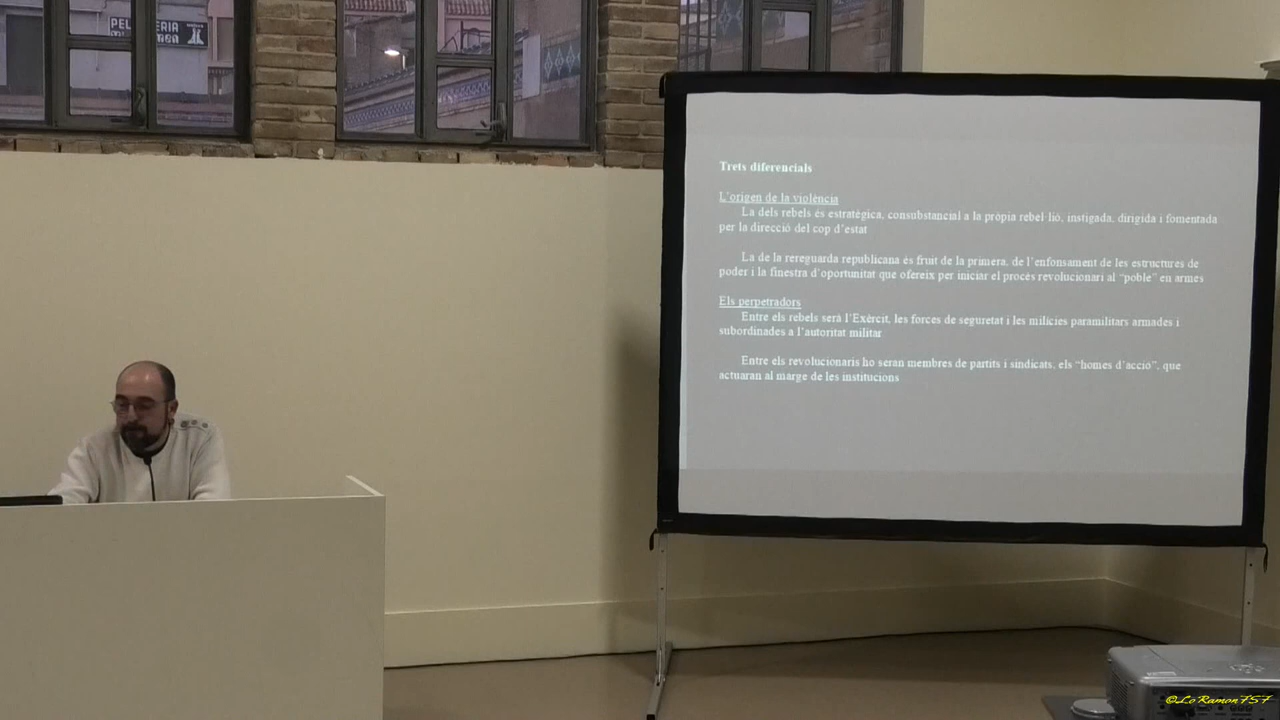 PELUQUERIA
Trets diferencials
L'origen de la violència
La dels rebels és estratègica, consubstancial a la pròpia rebel·lió, instigada, dirigida i fomentada
per la direcció del cop d'estat
La de la rereguarda republicana és fruit de la primera, de l'enfonsament de les estructures de
poder i la finestra d'oportunitat que ofereix per iniciar el procés revolucionari al "poble" en armes
Els perpetradors
Entre els rebels serà l'Exèrcit, les forces de seguretat i les milícies paramilitars armades i
subordinades a l'autoritat militar
Entre els revolucionaris ho seran membres de partits i sindicats, els "homes d'acció", que
actuaran al marge de les institucions
@LoRamon757